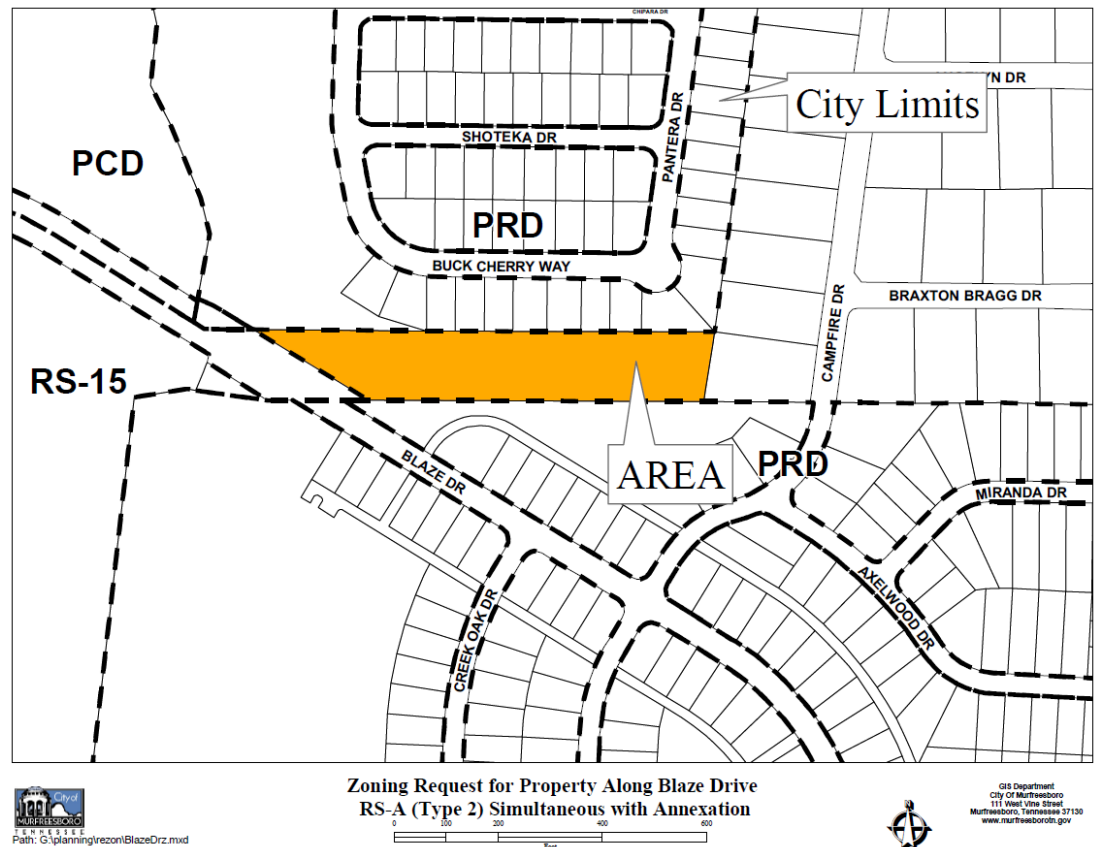 CHIPARA DR
City Limits
SHOTEKA DR
PANTERA DR
PCD
PRD
BUCK CHERRY WAY
BRAXTON BRAGG DR
CAMPFIRE DR
RS-15
AREA
PRD
BLAZE DR
MIRANDA DR
AXELWOOD DR
CREEK OAK DR
Zoning Request for Property Along Blaze Drive
RS-A (Type 2) Simultaneous with Annexation
0 100 200 400 600
Feet
City of
MURFREESBORO
TENNESSEE
Path: G:\planning\rezon\BlazeDrz.mxd
GIS Department
City Of Murfreesboro
111 West Vine Street
Murfreesboro, Tennessee 37130
www.murfreesborotn.gov